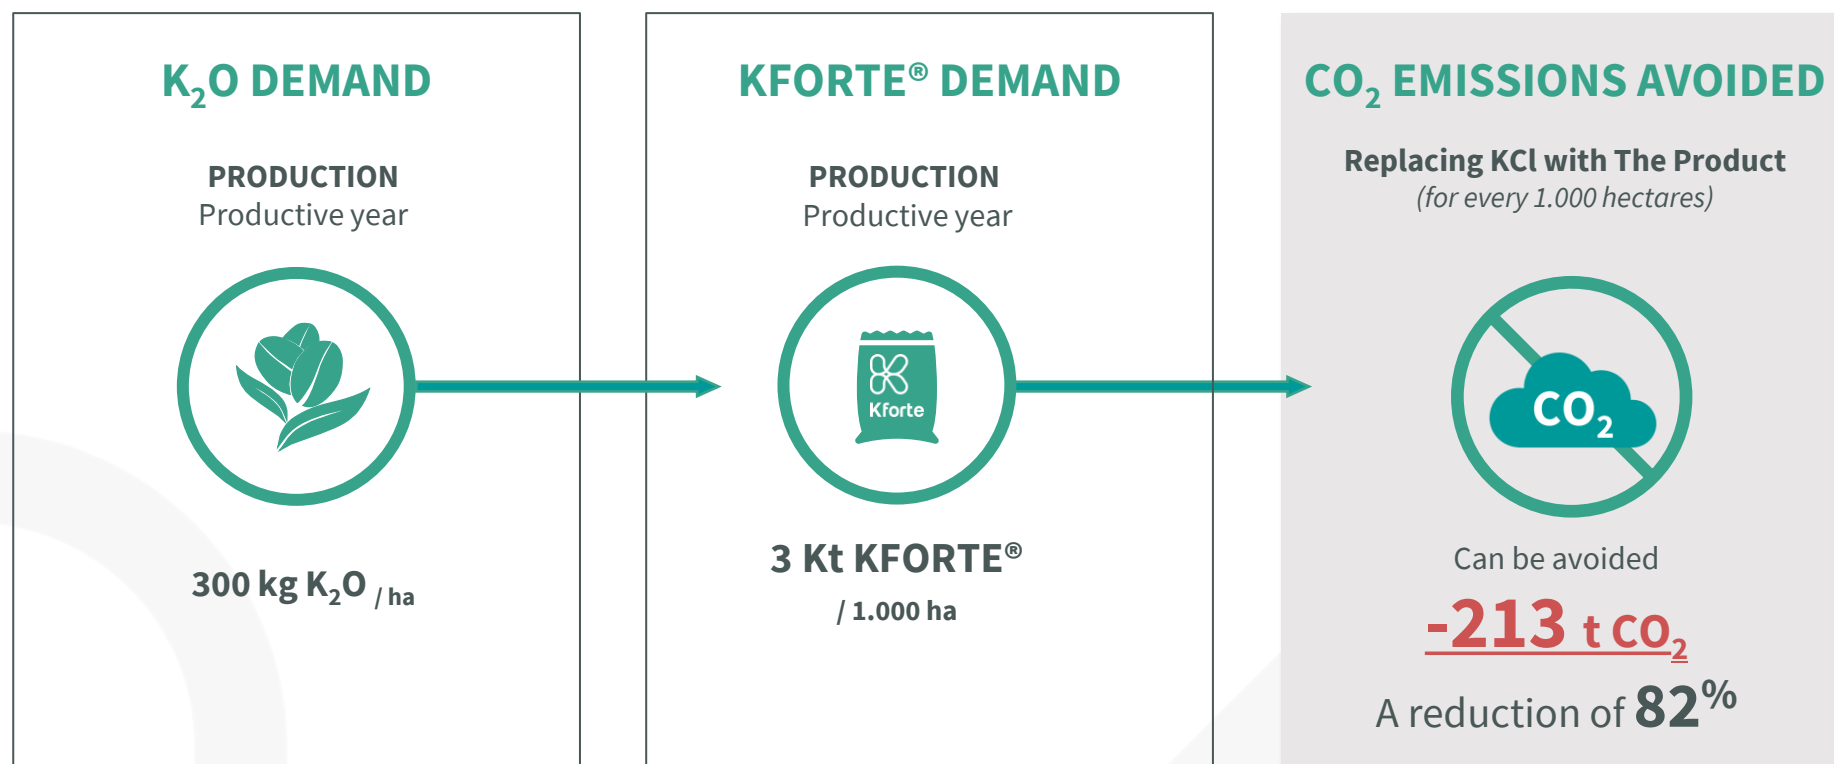 K₂O DEMAND
PRODUCTION
Productive year
300 kg K₂O / ha
KFORTE® DEMAND
PRODUCTION
Productive year
Kforte
3 Kt KFORTE®
/ 1.000 ha
CO₂ EMISSIONS AVOIDED
Replacing KCl with The Product
(for every 1.000 hectares)
CO₂
Can be avoided
-213 t CO₂
A reduction of 82%